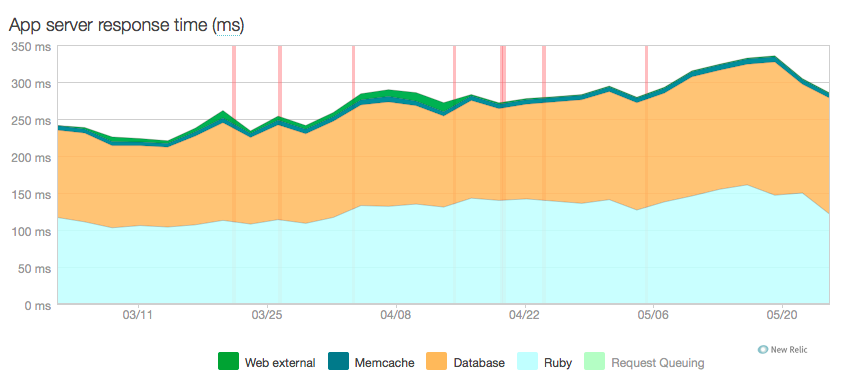 App server response time (ms)
350 ms
300 ms
250 ms
200 ms
150 ms
100 ms
50 ms
0 ms
03/11 03/25 04/08 04/22 05/06 05/20
New Relic
Web external Memcache Database Ruby Request Queuing